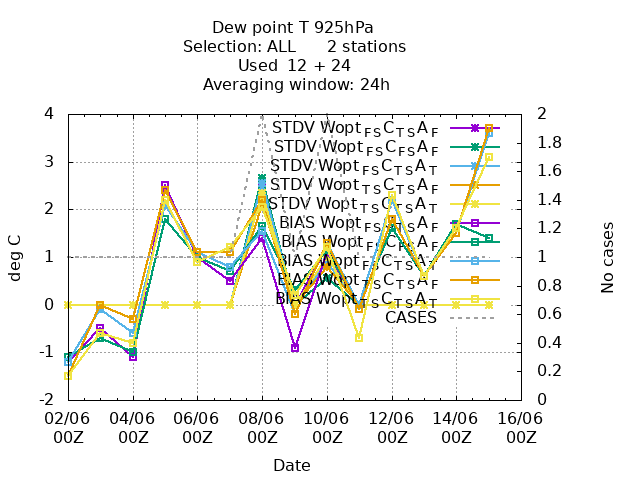 Dew point T 925hPa
Selection: ALL 2 stations
Used 12 + 24
Averaging window: 24h
4 3 2 1 0 -1 -2
deg C
2 1.8 1.6 1.4 1.2 1 0.8 0.6 0.4 0.2 0
No cases
STDV Wopt FS C TS A F
STDV Wopt FS C FS A F
STDV Wopt FS C TS A T
STDV Wopt TS C TS A F
STDV Wopt TS C TS A T
BIAS Wopt FS C TS A F
BIAS Wopt FS C FS A F
BIAS Wopt FS C TS A T
BIAS Wopt TS C TS A F
BIAS Wopt TS C TS A T
CASES
02/06 04/06 06/06 08/06 10/06 12/06 14/06 16/06
00Z 00Z 00Z 00Z 00Z 00Z 00Z 00Z
Date